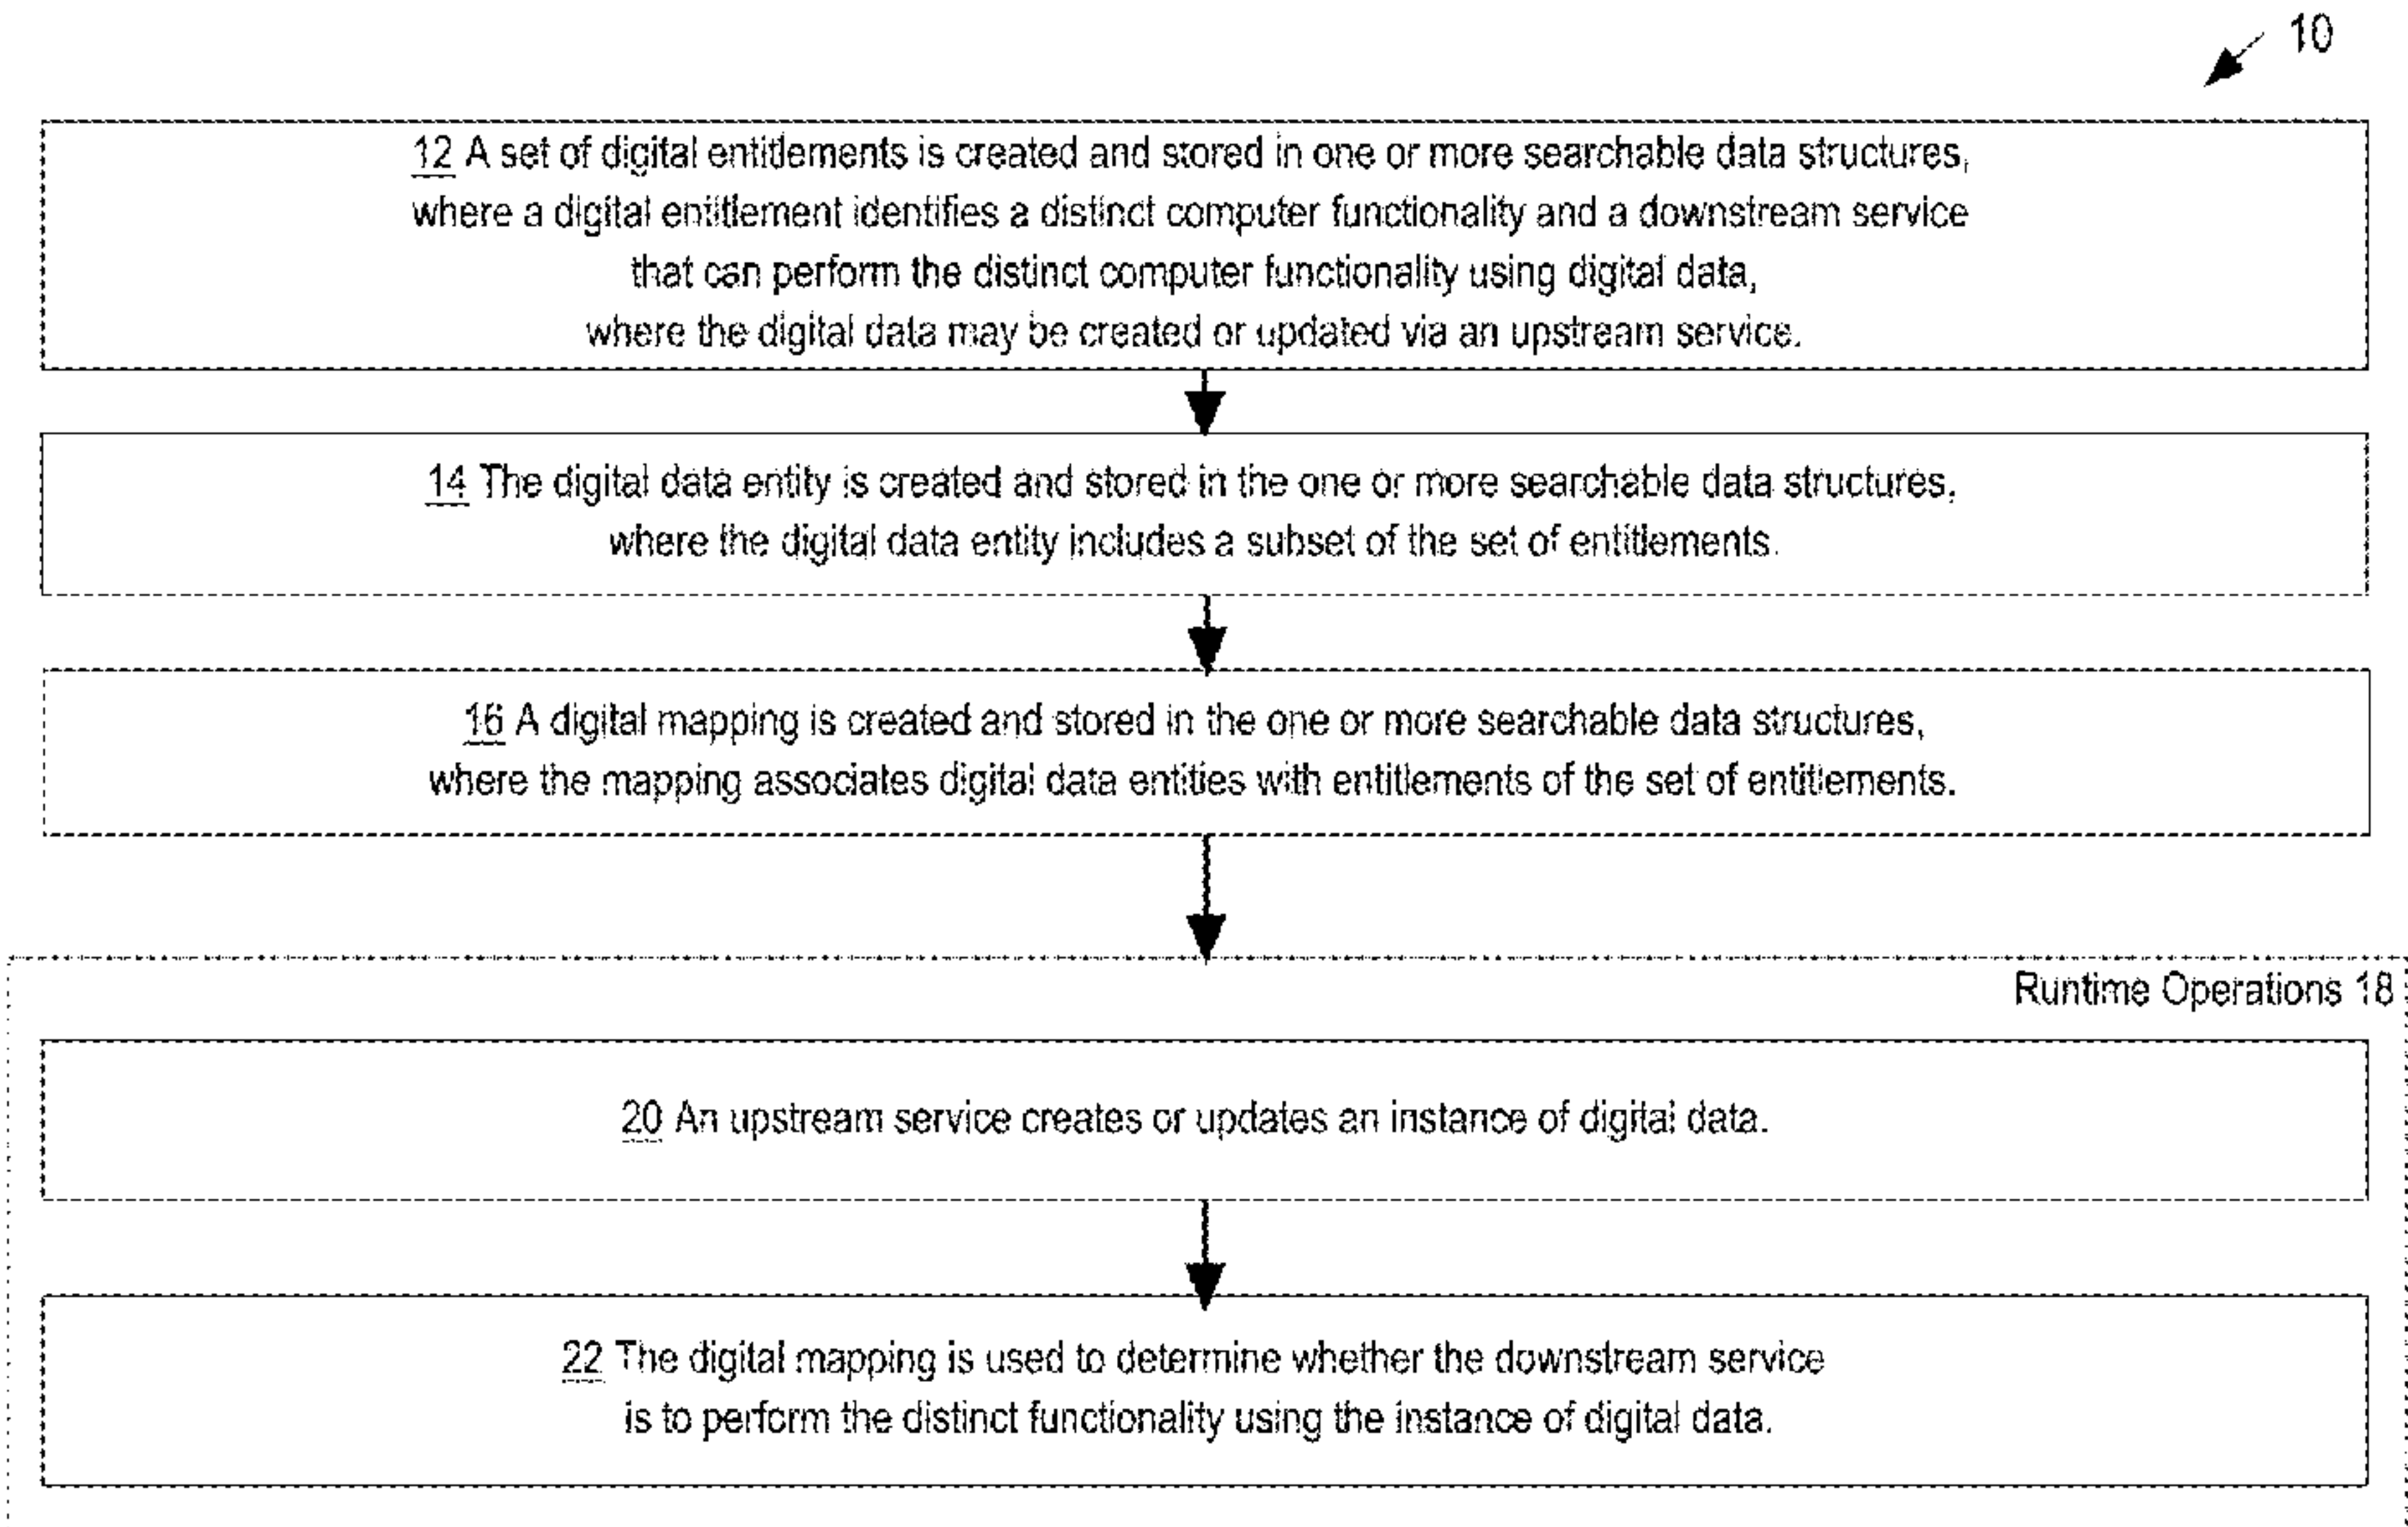 10
12 A set of digital entitlements is created and stored in one or more searchable data structures,
where a digital entitlement identifies a distinct computer functionality and a downstream service
that can perform the distinct computer functionality using digital data,
where the digital data may be created or updated via an upstream service.
14 The digital data entity is created and stored in the one or more searchable data structures,
where the digital data entity includes a subset of the set of entitlements.
16 A digital mapping is created and stored in the one or more searchable data structures,
where the mapping associates digital data entities with entitlements of the set of entitlements.
Runtime Operations 18
20 An upstream service creates or updates an instance of digital data.
22 The digital mapping is used to determine whether the downstream service
is to perform the distinct functionality using the instance of digital data.